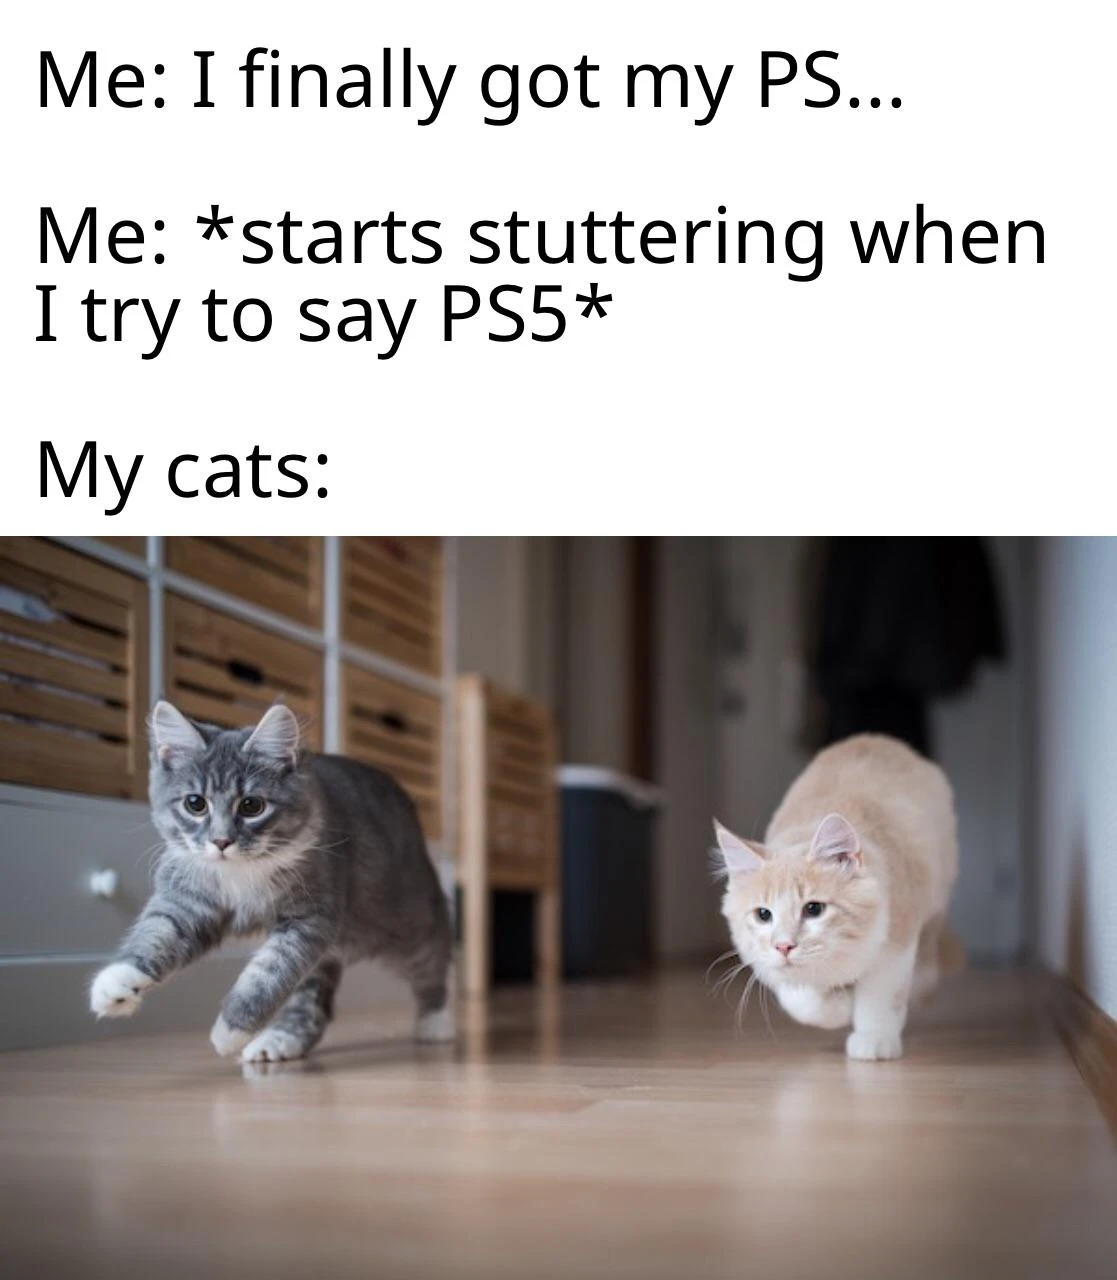 Me: I finally got my PS...
Me: *starts stuttering when
I try to say PS5*
My cats: